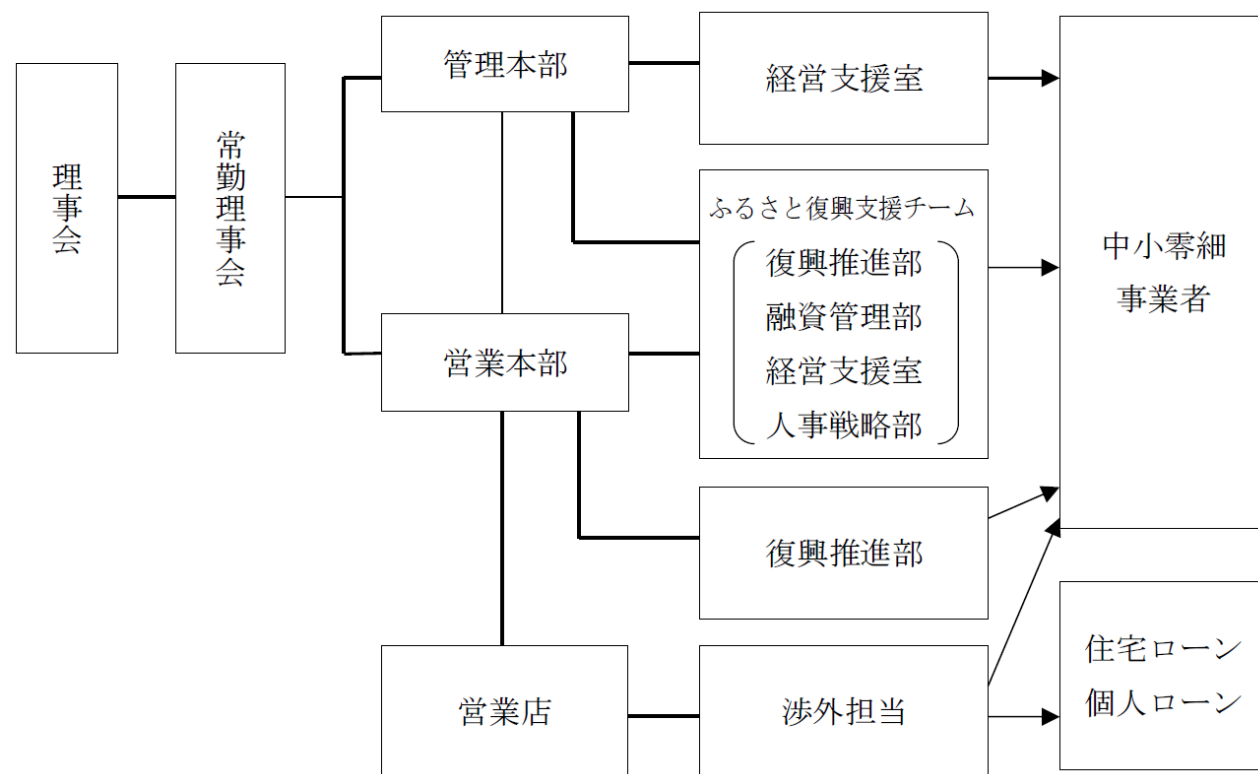 理事会
常勤理事会
管理本部
営業本部
営業店
経営支援室
ふるさと復興支援チーム
復興推進部
融資管理部
経営支援室
人事戦略部
復興推進部
渉外担当
中小零細
事業者
住宅ローン
個人ローン